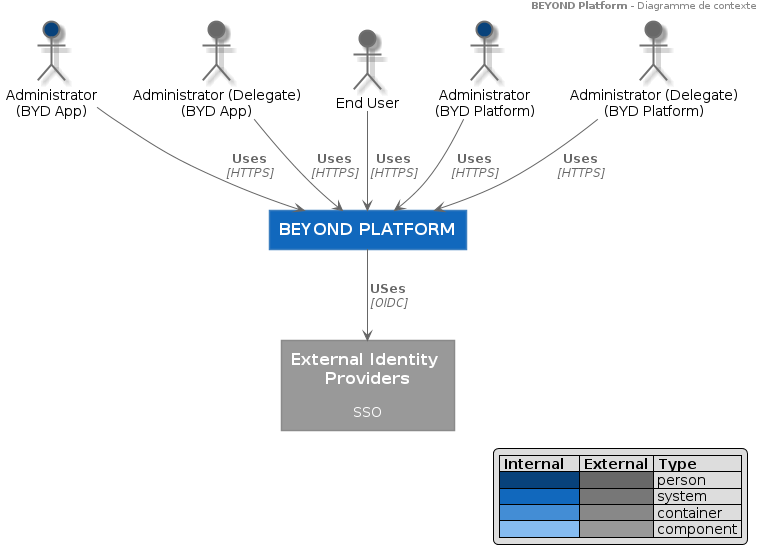 BEYOND Platform - Diagramme de contexte
Administrator
(BYD App)
Administrator (Delegate)
(BYD App)
End User
Administrator
(BYD Platform)
Administrator (Delegate)
(BYD Platform)
Uses
[HTTPS]
Uses
[HTTPS]
Uses
[HTTPS]
Uses
[HTTPS]
Uses
[HTTPS]
BEYOND PLATFORM
USes
[OIDC]
External Identity
Providers
SSO
Internal External Type
person
system
container
component